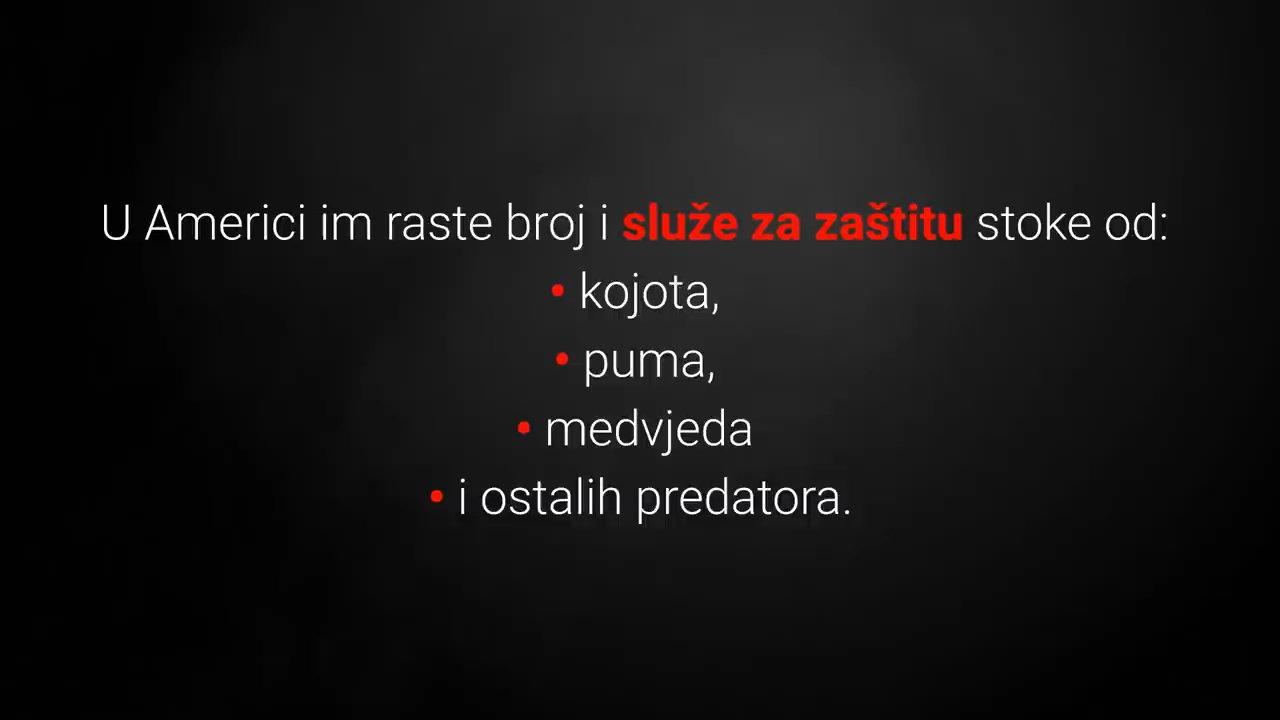 U Americi im raste broj i služe za zaštitu stoke od:
• kojota,
• puma,
• medvjeda
• i ostalih predatora.